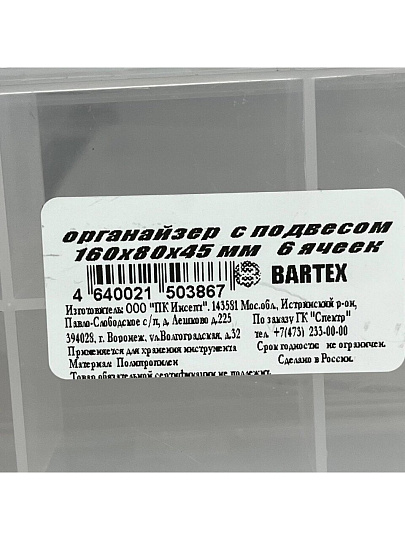 органайзер с подвесом
160х80х45 мм 6 ячеек
BARTEX
4 640021 503867
Изготовитель: ООО "ПК Иксент". 143581 Мос.обл., Истринский р-он,
Павло-Слободское с/п, д. Лешково д.225
По заказу ГК "Спектр"
394028, г. Воронеж, ул.Волгоградская, д.32
тел. +7(473) 233-00-00
Применяется для хранения инструмента
Срок годности: не ограничен.
Материал: Полипропилен
Сделано в России.
Товар обязательной сертификации не подлежит.